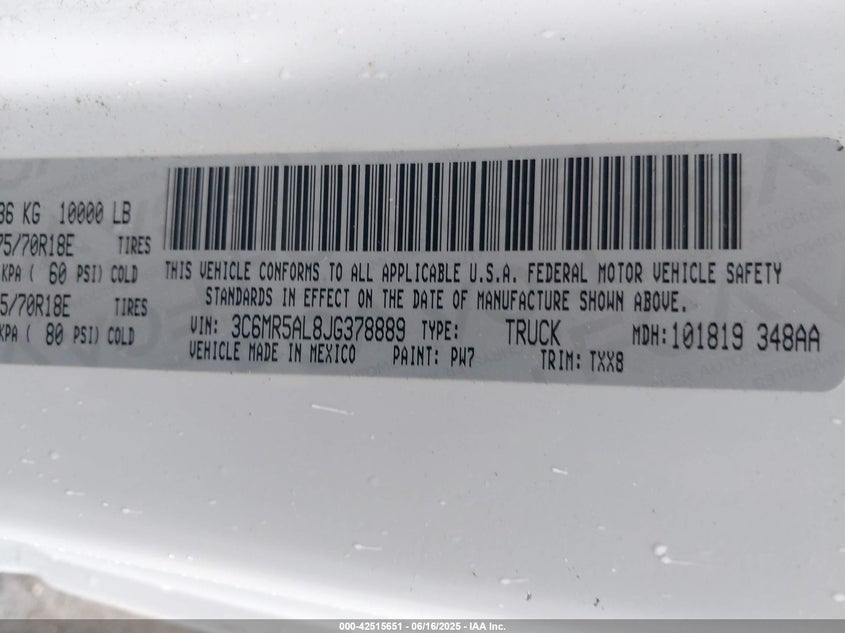 36 KG 10000 LB
75/70R18E TIRES
KPA ( 60 PSI) COLD
5/70R18E TIRES
KPA ( 80 PSI) COLD
THIS VEHICLE CONFORMS TO ALL APPLICABLE U.S.A. FEDERAL MOTOR VEHICLE SAFETY
STANDARDS IN EFFECT ON THE DATE OF MANUFACTURE SHOWN ABOVE.
VIN: 3C6MR5AL8JG378889 TYPE: TRUCK MDH: 101819 348AA
VEHICLE MADE IN MEXICO PAINT: PW7 TRIM: TXX8
000-42515651 - 06/16/2025 - IAA Inc.